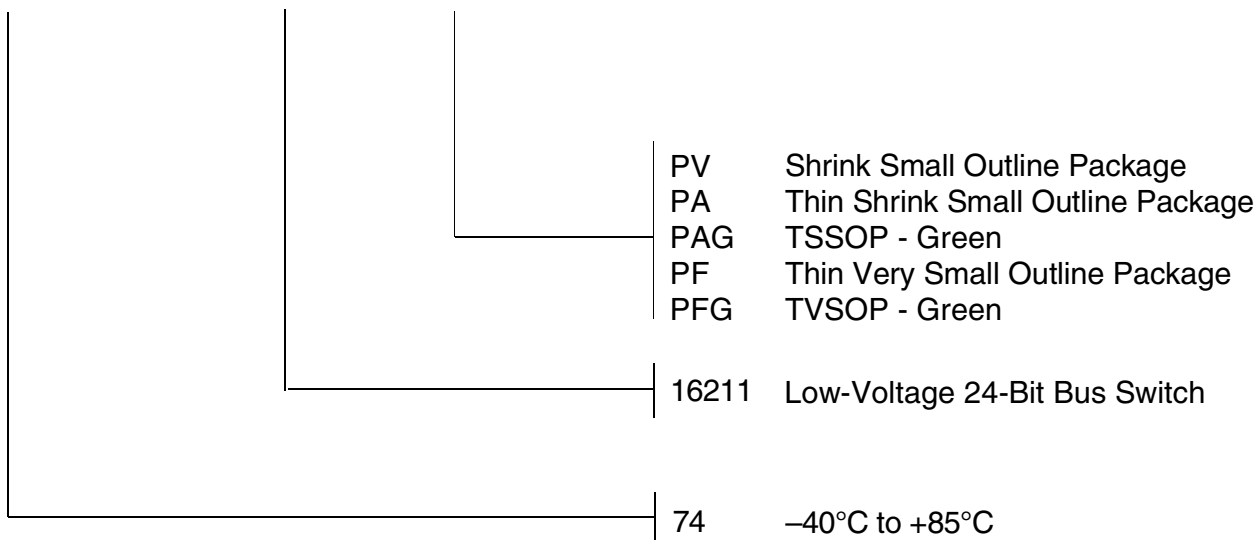 PV Shrink Small Outline Package
PA Thin Shrink Small Outline Package
PAG TSSOP - Green
PF Thin Very Small Outline Package
PFG TVSOP - Green
16211 Low-Voltage 24-Bit Bus Switch
74 –40°C to +85°C